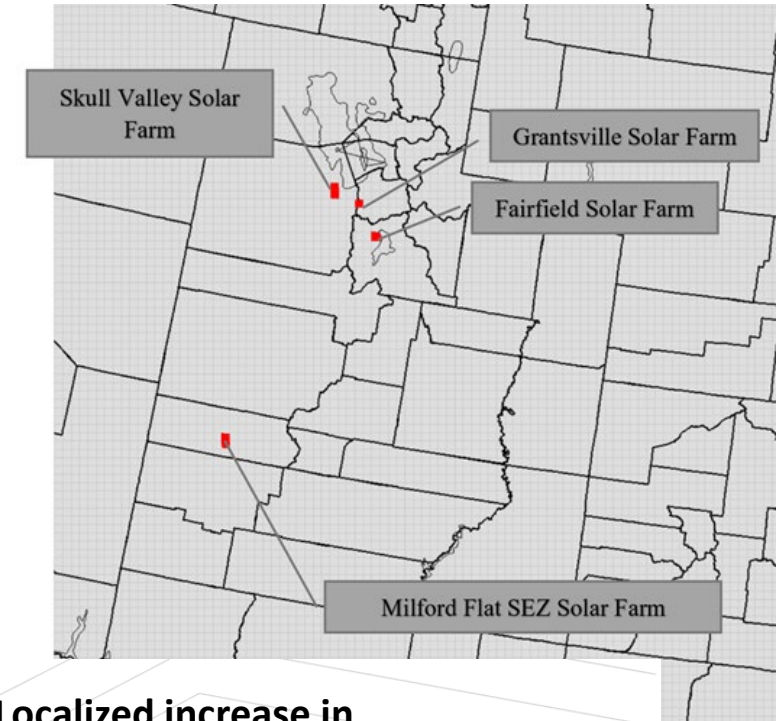 Skull Valley Solar
Farm
Grantsville Solar Farm
Fairfield Solar Farm
Milford Flat SEZ Solar Farm
Localized increase in